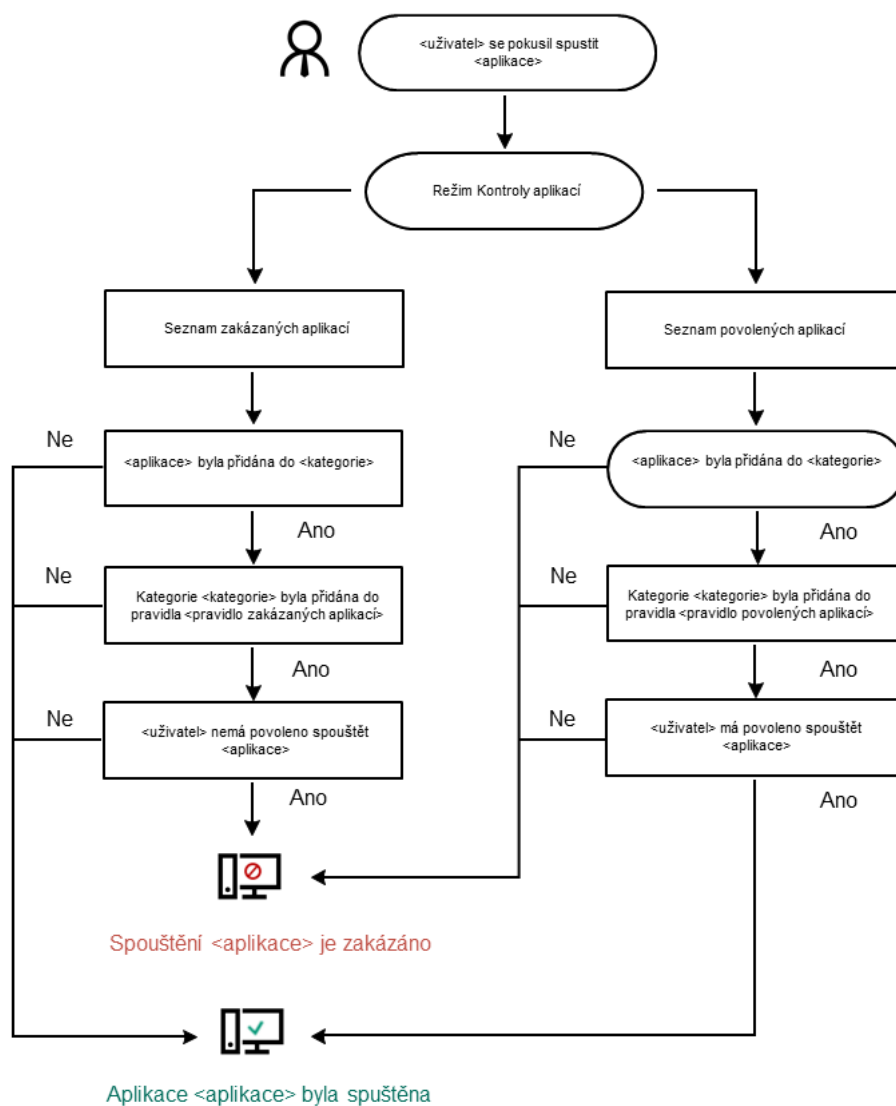 <uživatel> se pokusil spustit
<aplikace>
Režim Kontroly aplikací
Seznam zakázaných aplikací
Seznam povolených aplikací
Ne
<aplikace> byla přidána do <kategorie>
Ne
<aplikace> byla přidána do <kategorie>
Ano
Ano
Ne
Kategorie <kategorie> byla přidána do
pravidla <pravidlo zakázaných aplikací>
Ne
Kategorie <kategorie> byla přidána do
pravidla <pravidlo povolených aplikací>
Ano
Ano
Ne
<uživatel> nemá povoleno spouštět
<aplikace>
Ne
<uživatel> má povoleno spouštět
<aplikace>
Ano
Ano
Spouštění <aplikace> je zakázáno
Aplikace <aplikace> byla spuštěna